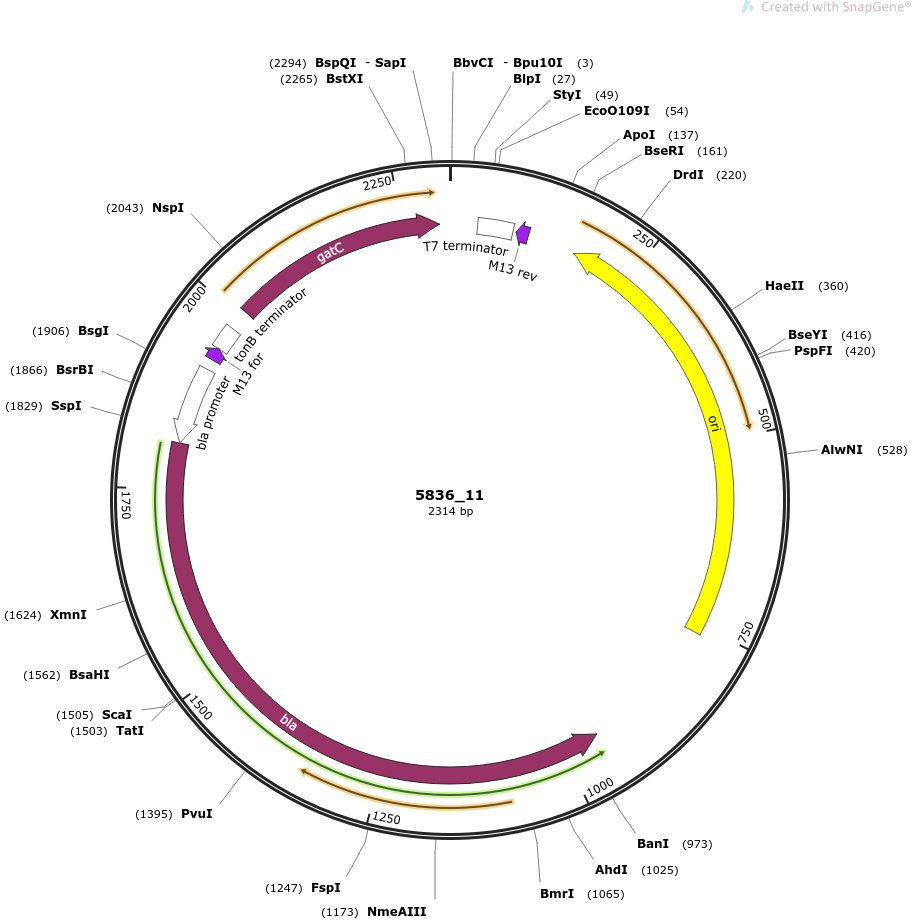 Created with SnapGene®
(2294) BspQI - SapI
BbvCI - Bpu10I (3)
(2265) BstXI
BlpI (27)
StyI (49)
EcoO109I (54)
ApoI (137)
BseRI (161)
DrdI (220)
(2043) NspI
HaeII (360)
(1906) BsgI
BseYI (416)
PspFI (420)
(1866) BsrBI
(1829) SspI
AlwNI (528)
(1624) XmnI
(1562) BsaHI
(1505) ScaI
(1503) TatI
(1395) PvuI
BanI (973)
AhdI (1025)
(1247) FspI
BmrI (1065)
(1173) NmeAIII
2250
250
2000
500
1750
750
1500
1000
1250
gatC
T7 terminator
M13 rev
tonB terminator
M13 for
bla promoter
ori
bla
5836_11
2314 bp